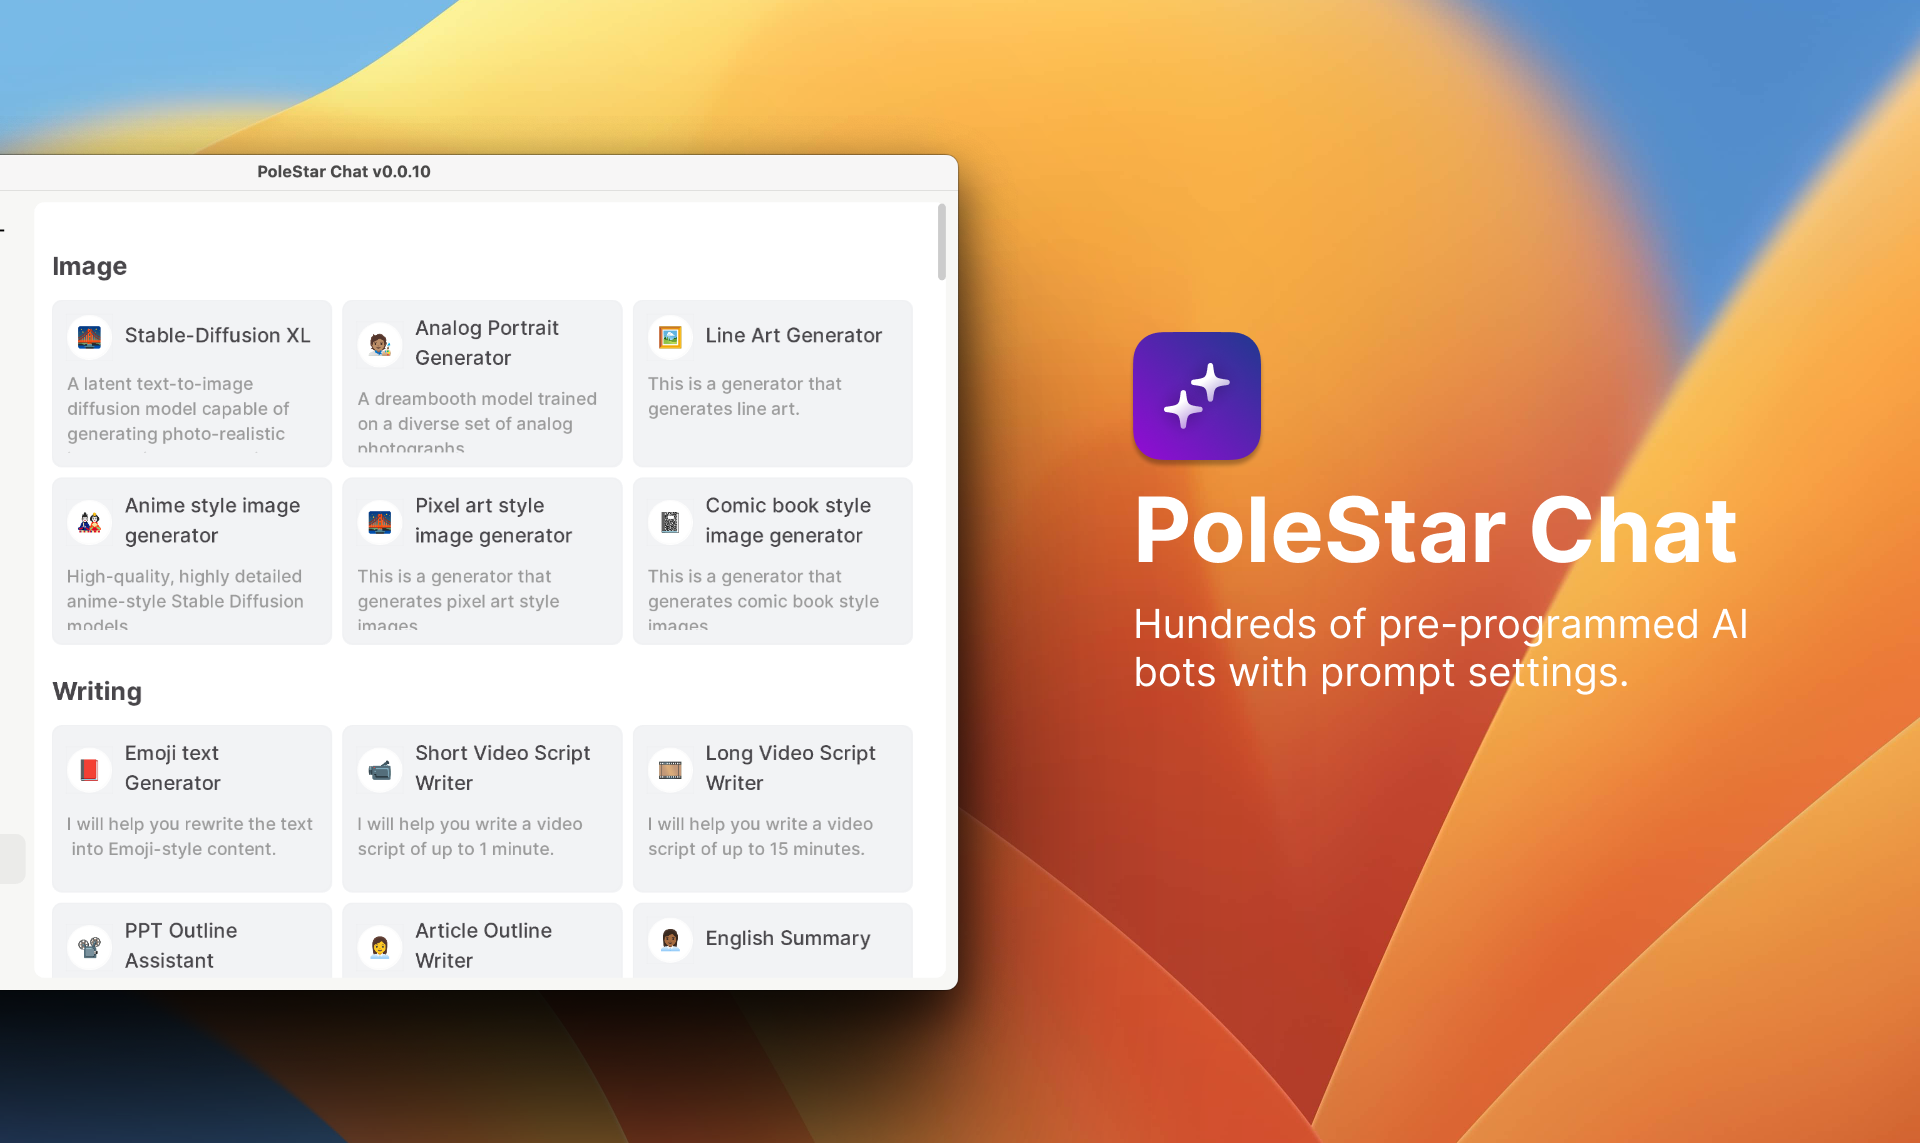 PoleStar Chat v0.0.10
Image
Stable-Diffusion XL
A latent text-to-image
diffusion model capable of
generating photo-realistic
Analog Portrait
Generator
A dreambooth model trained
on a diverse set of analog
photographs
Line Art Generator
This is a generator that
generates line art.
Anime style image
generator
High-quality, highly detailed
anime-style Stable Diffusion
models
Pixel art style
image generator
This is a generator that
generates pixel art style
images
Comic book style
image generator
This is a generator that
generates comic book style
images
Writing
Emoji text
Generator
I will help you rewrite the text
into Emoji-style content.
Short Video Script
Writer
I will help you write a video
script of up to 1 minute.
Long Video Script
Writer
I will help you write a video
script of up to 15 minutes.
PPT Outline
Assistant
Article Outline
Writer
English Summary
PoleStar Chat
Hundreds of pre-programmed AI
bots with prompt settings.